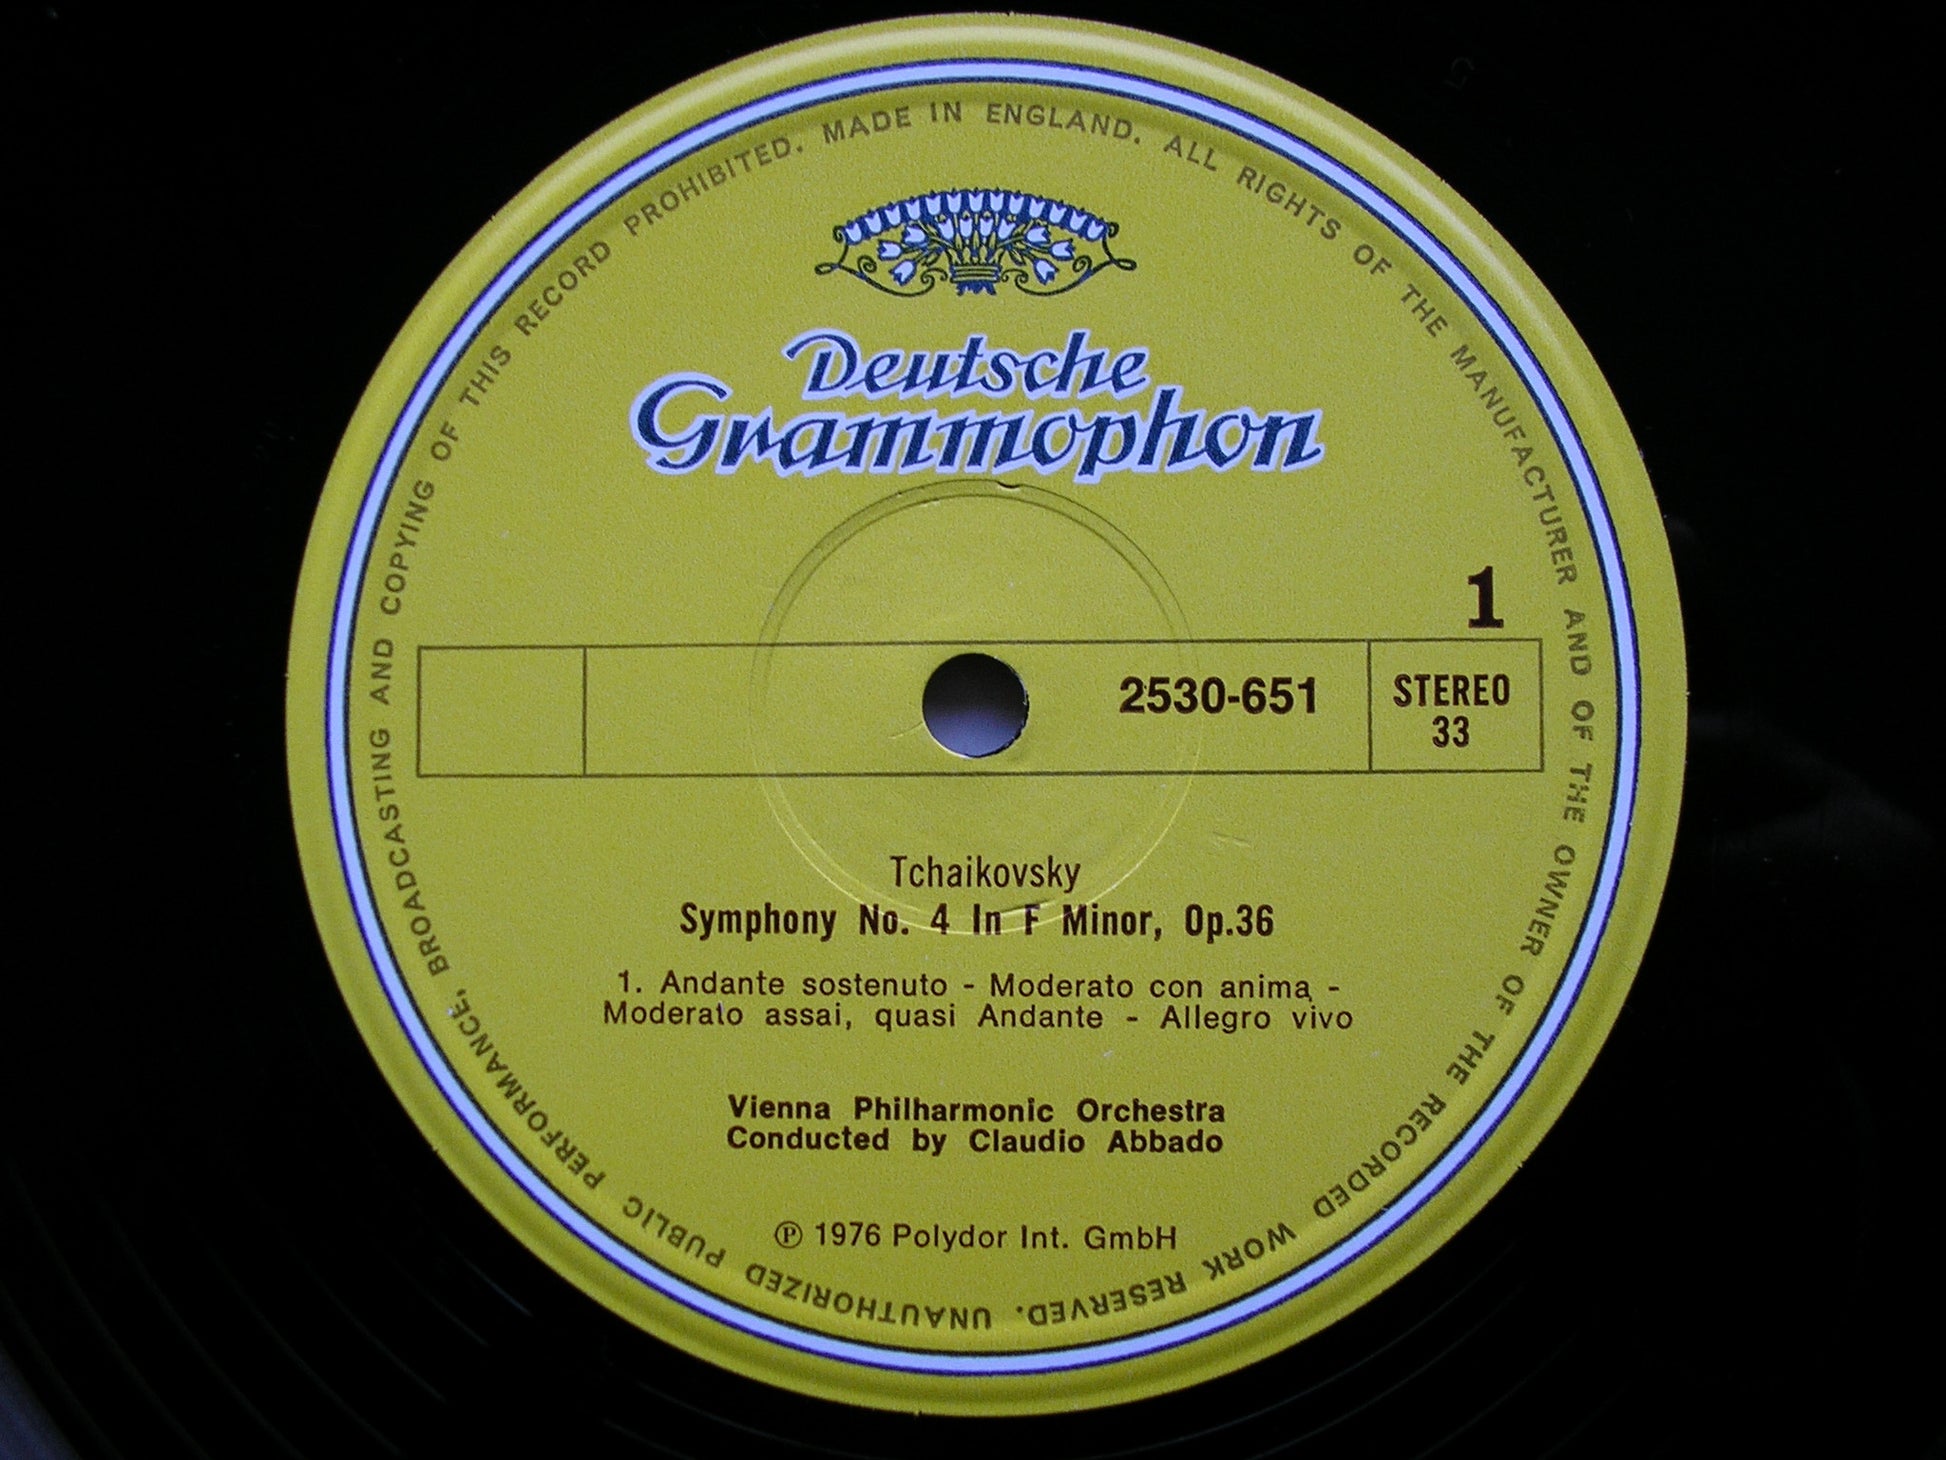 MADE IN ENGLAND. ALL RIGHTS OF THE MANUFACTURER AND OF THE OWNER OF THE RECORDED WORK RESERVED. UNAUTHORIZED PUBLIC PERFORMANCE, BROADCASTING AND COPYING OF THIS RECORD PROHIBITED.
Deutsche
Grammophon
1
2530-651
STEREO
33
Tchaikovsky
Symphony No. 4 In F Minor, Op.36
1. Andante sostenuto - Moderato con anima -
Moderato assai, quasi Andante - Allegro vivo
Vienna Philharmonic Orchestra
Conducted by Claudio Abbado
℗ 1976 Polydor Int. GmbH